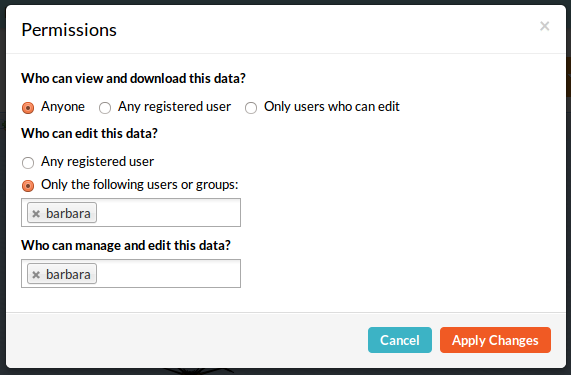 Permissions ×
Who can view and download this data?
Anyone Any registered user Only users who can edit
Who can edit this data?
Any registered user
Only the following users or groups:
× barbara
Who can manage and edit this data?
× barbara
Cancel Apply Changes